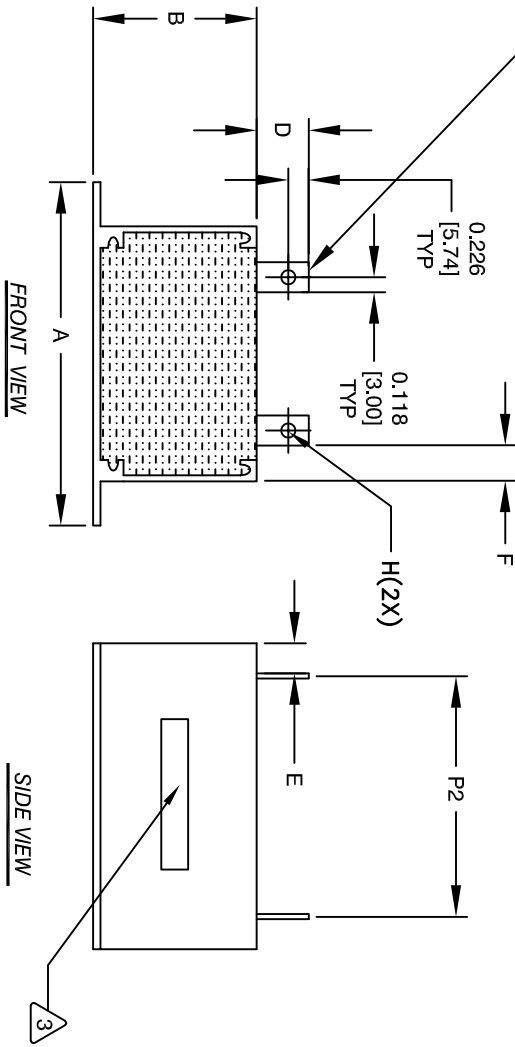 B
D
0.226
[5.74]
TYP
0.118
[3.00]
TYP
F
H(2X)
A
FRONT VIEW
E
P2
3
SIDE VIEW